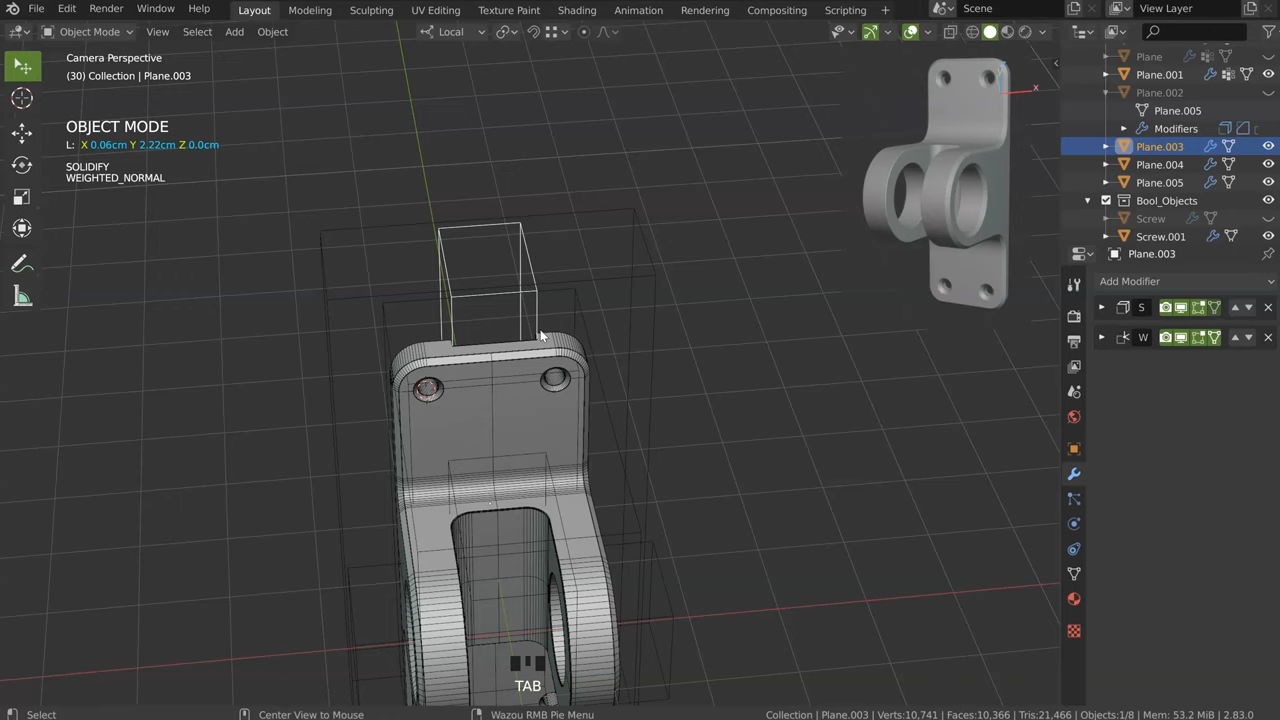 File Edit Render Window Help
Layout Modeling Sculpting UV Editing Texture Paint Shading Animation Rendering Compositing Scripting +
Scene
View Layer
Object Mode View Select Add Object
Local
Camera Perspective
(30) Collection | Plane.003
OBJECT MODE
L: X 0.06cm Y 2.22cm Z 0.0cm
SOLIDIFY
WEIGHTED_NORMAL
x
Plane
Plane.001
Plane.002
Plane.005
Modifiers
Plane.003
Plane.004
Plane.005
Bool_Objects
Screw
Screw.001
Plane.003
Add Modifier
S
W
TAB
Select
Center View to Mouse
Wazou RMB Pie Menu
Collection | Plane.003 | Verts:10,741 | Faces:10,366 | Tris:21,466 | Objects:1/8 | Mem: 53.2 MiB | 2.83.0